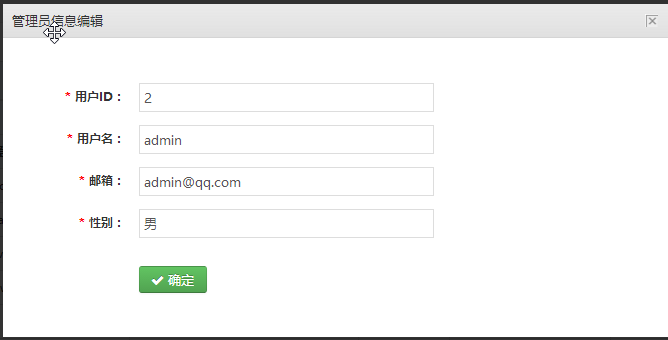 管理员信息编辑
* 用户ID： 2
* 用户名： admin
* 邮箱： admin@qq.com
* 性别： 男
确定